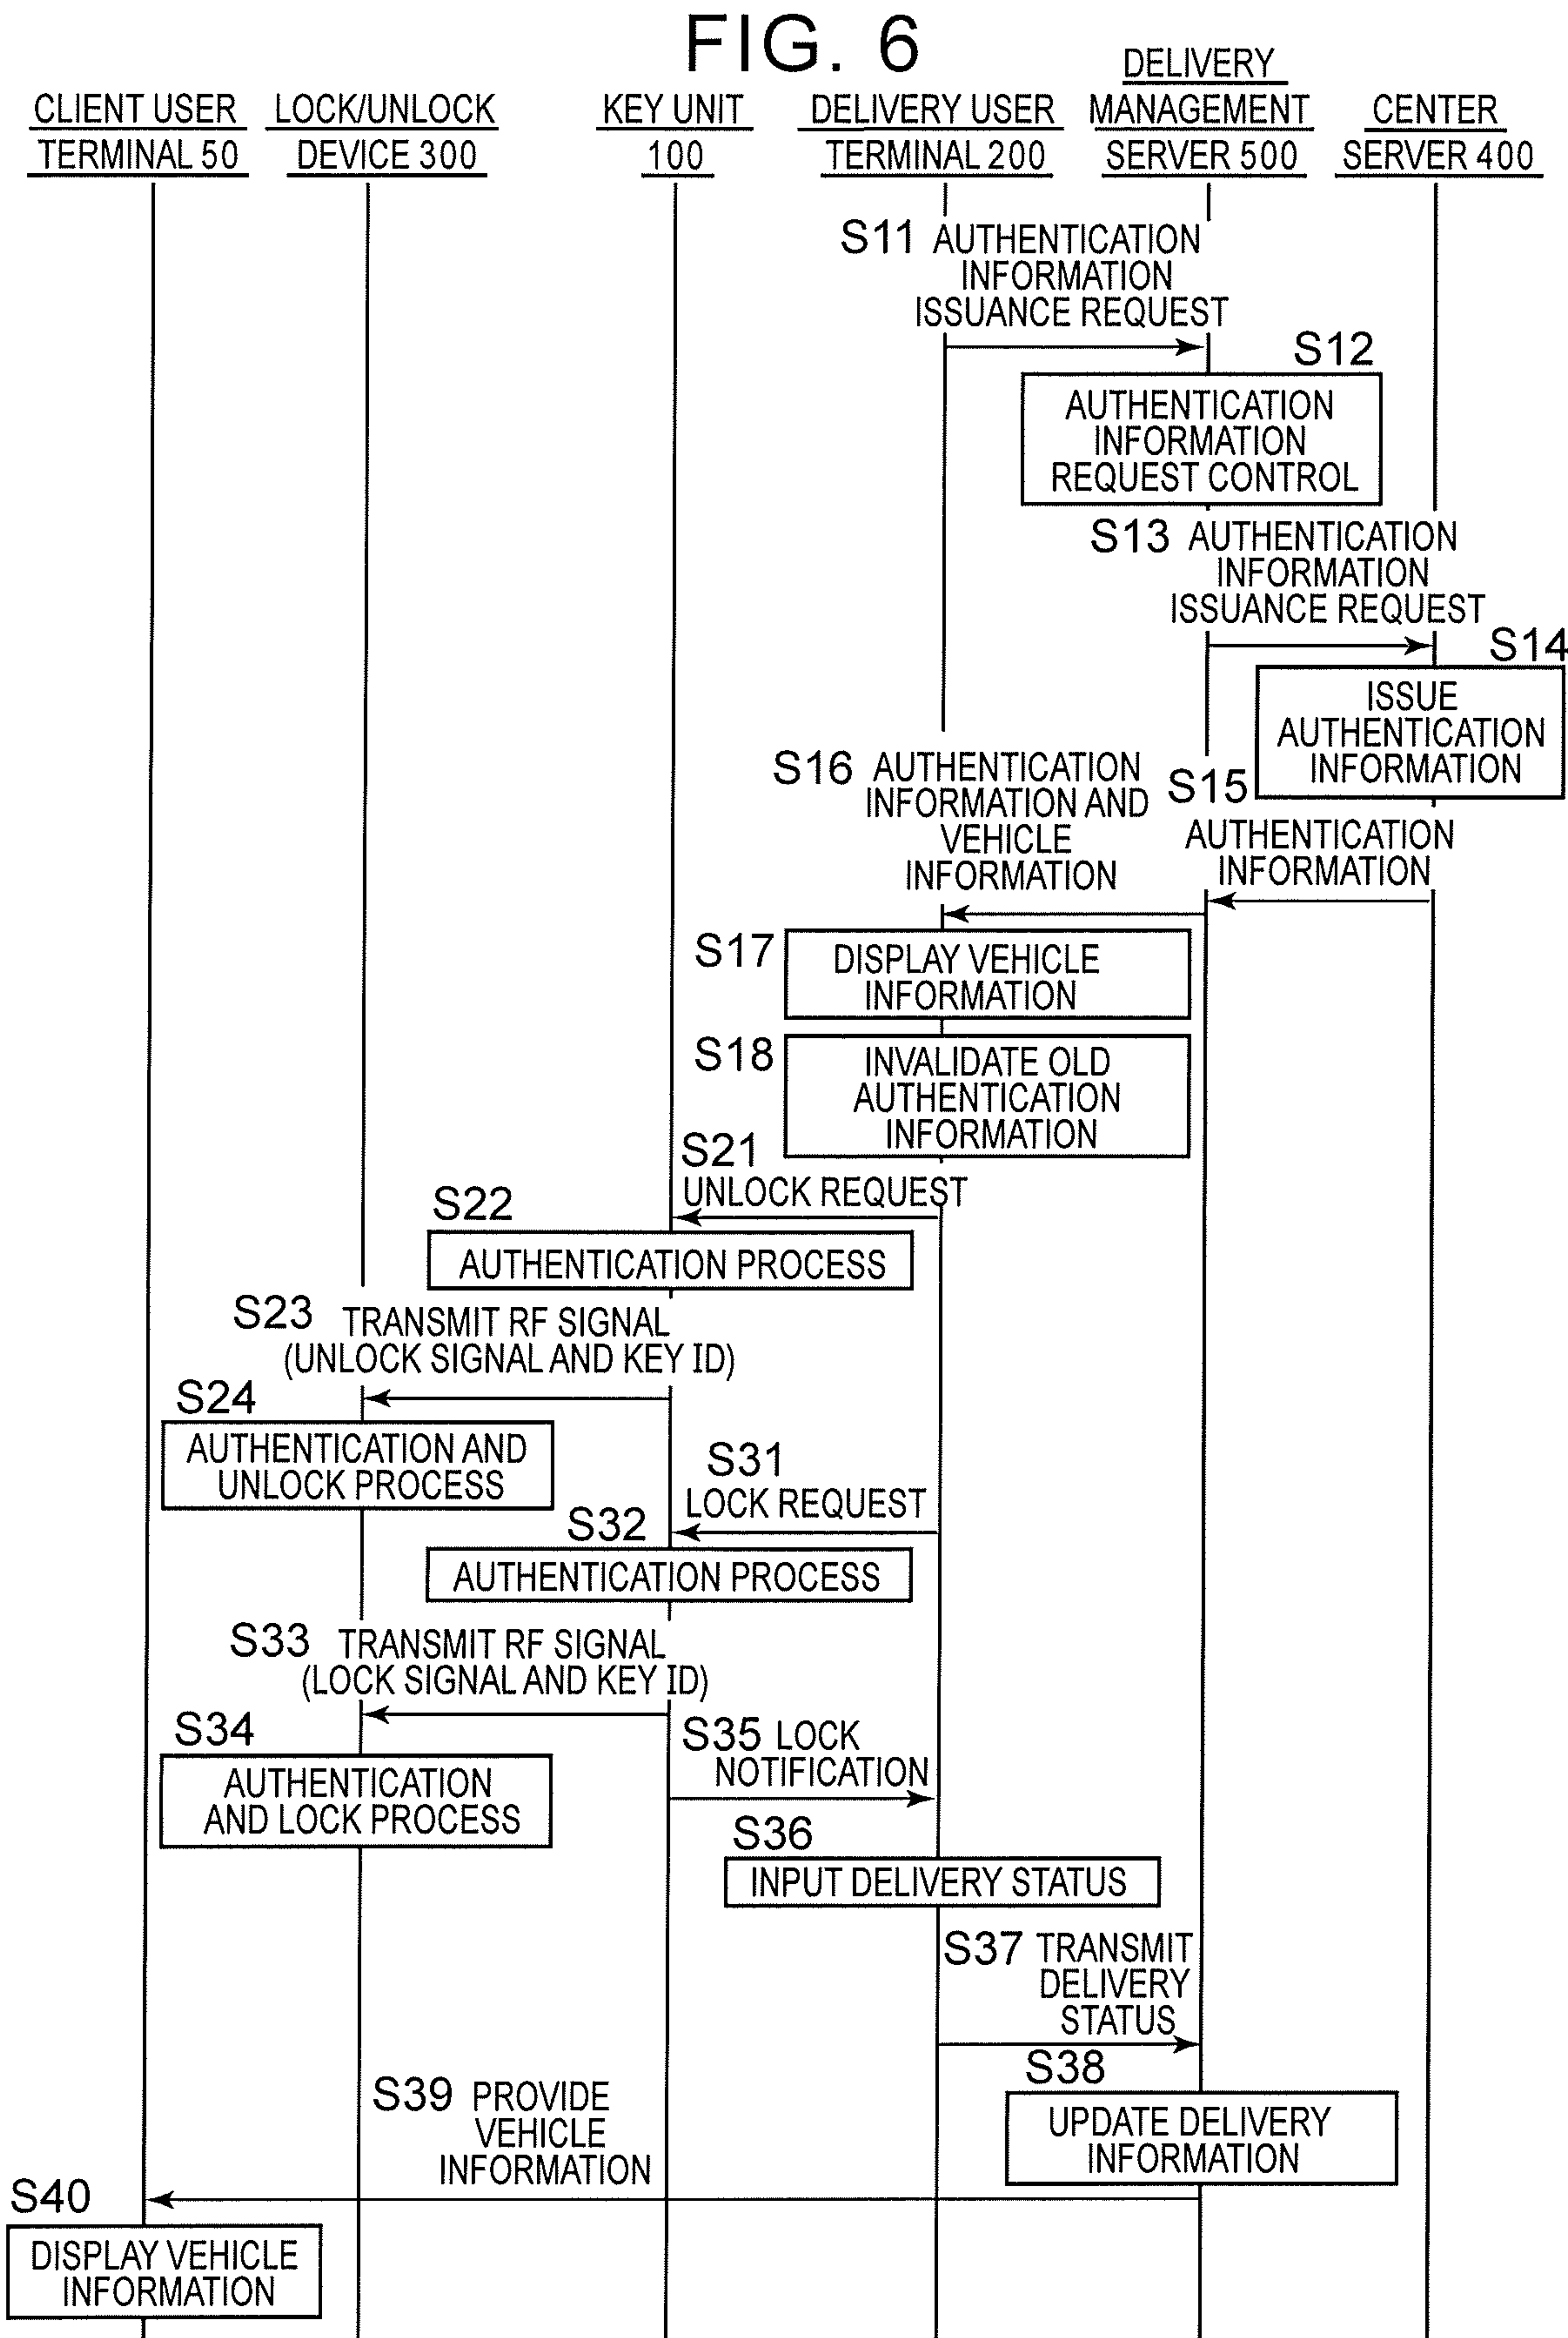 FIG. 6
CLIENT USER
TERMINAL 50
LOCK/UNLOCK
DEVICE 300
KEY UNIT
100
DELIVERY USER
TERMINAL 200
DELIVERY
MANAGEMENT
SERVER 500
CENTER
SERVER 400
S11 AUTHENTICATION
INFORMATION
ISSUANCE REQUEST
S12
AUTHENTICATION
INFORMATION
REQUEST CONTROL
S13 AUTHENTICATION
INFORMATION
ISSUANCE REQUEST
S14
ISSUE
AUTHENTICATION
INFORMATION
S15
AUTHENTICATION
INFORMATION
S16 AUTHENTICATION
INFORMATION AND
VEHICLE
INFORMATION
S17
DISPLAY VEHICLE
INFORMATION
S18
INVALIDATE OLD
AUTHENTICATION
INFORMATION
S21
UNLOCK REQUEST
S22
AUTHENTICATION PROCESS
S23 TRANSMIT RF SIGNAL
(UNLOCK SIGNAL AND KEY ID)
S24
AUTHENTICATION AND
UNLOCK PROCESS
S31
LOCK REQUEST
S32
AUTHENTICATION PROCESS
S33 TRANSMIT RF SIGNAL
(LOCK SIGNAL AND KEY ID)
S34
AUTHENTICATION
AND LOCK PROCESS
S35 LOCK
NOTIFICATION
S36
INPUT DELIVERY STATUS
S37 TRANSMIT
DELIVERY
STATUS
S38
UPDATE DELIVERY
INFORMATION
S39 PROVIDE
VEHICLE
INFORMATION
S40
DISPLAY VEHICLE
INFORMATION